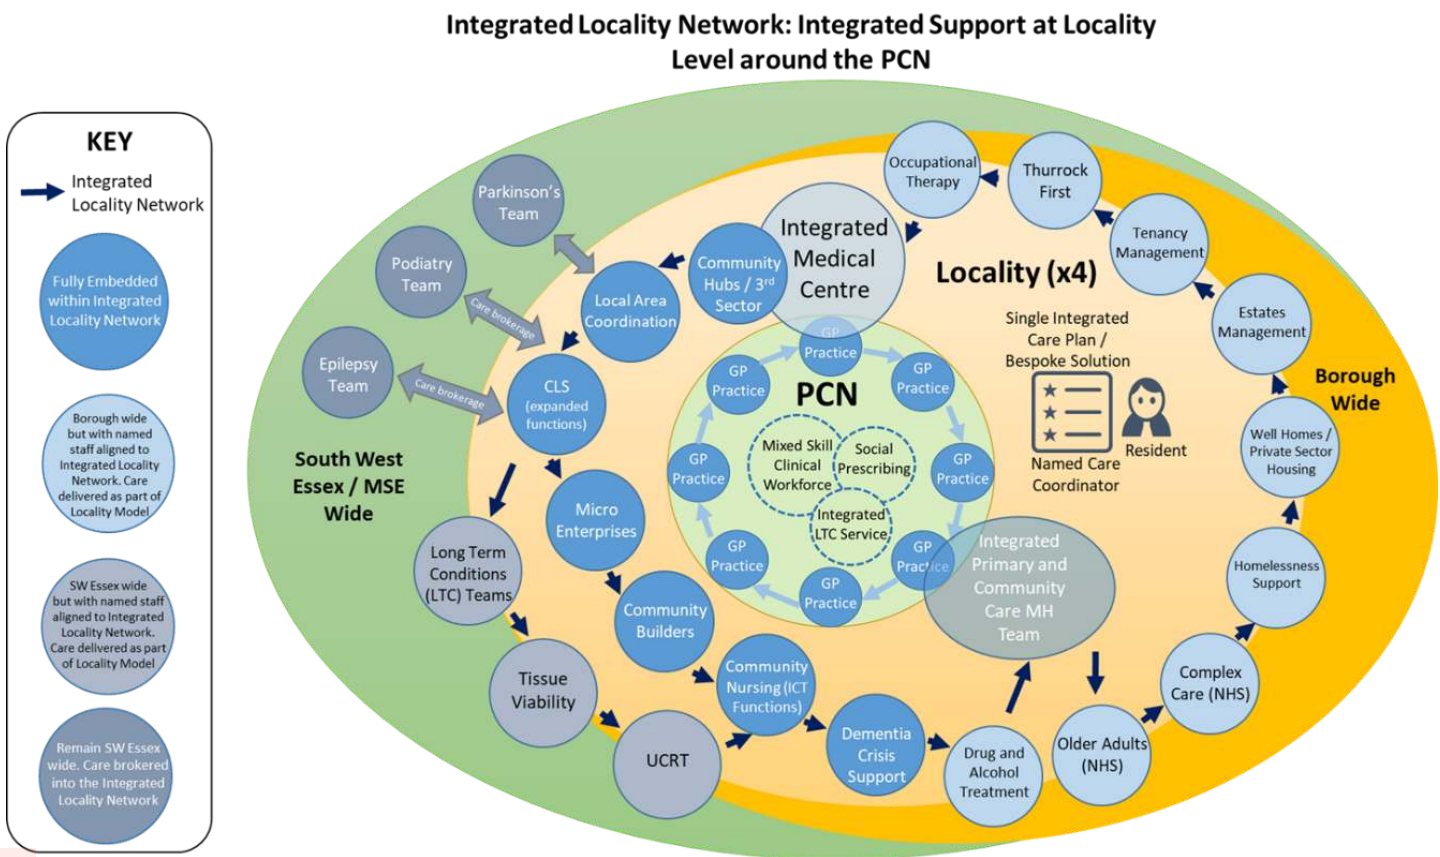 Integrated Locality Network: Integrated Support at Locality
Level around the PCN
KEY
Integrated
Locality Network
Fully Embedded
within Integrated
Locality Network
Borough wide
but with named
staff aligned to
Integrated Locality
Network. Care
delivered as part of
Locality Model
SW Essex wide
but with named staff
aligned to Integrated
Locality Network.
Care delivered as part
of Locality Model
Remain SW Essex
wide. Care brokered
into the Integrated
Locality Network
Parkinson's
Team
Podiatry
Team
Epilepsy
Team
Care brokerage
Care brokerage
South West
Essex / MSE
Wide
Integrated
Medical
Centre
Community
Hubs / 3rd
Sector
Local Area
Coordination
CLS
(expanded
functions)
Micro
Enterprises
Community
Builders
Community
Nursing (ICT
Functions)
Dementia
Crisis
Support
Long Term
Conditions
(LTC) Teams
Tissue
Viability
UCRT
Drug and
Alcohol
Treatment
Integrated
Primary and
Community
Care MH
Team
Older Adults
(NHS)
Complex
Care (NHS)
Homelessness
Support
Well Homes /
Private Sector
Housing
Estates
Management
Tenancy
Management
Thurrock
First
Occupational
Therapy
Locality (x4)
Single Integrated
Care Plan /
Bespoke Solution
Resident
Named Care
Coordinator
Borough
Wide
PCN
Mixed Skill
Clinical
Workforce
Social
Prescribing
Integrated
LTC Service
GP
Practice
GP
Practice
GP
Practice
GP
Practice
GP
Practice
GP
Practice
GP
Practice
GP
Practice